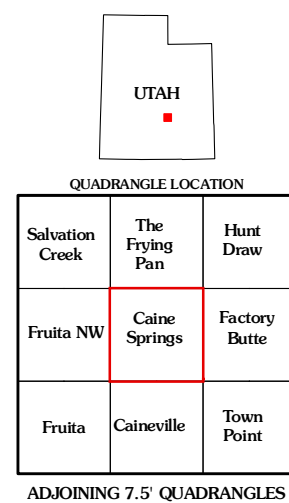 UTAH
QUADRANGLE LOCATION
Salvation
Creek
The
Frying
Pan
Hunt
Draw
Fruita NW
Caine
Springs
Factory
Butte
Fruita
Caineville
Town
Point
ADJOINING 7.5' QUADRANGLES